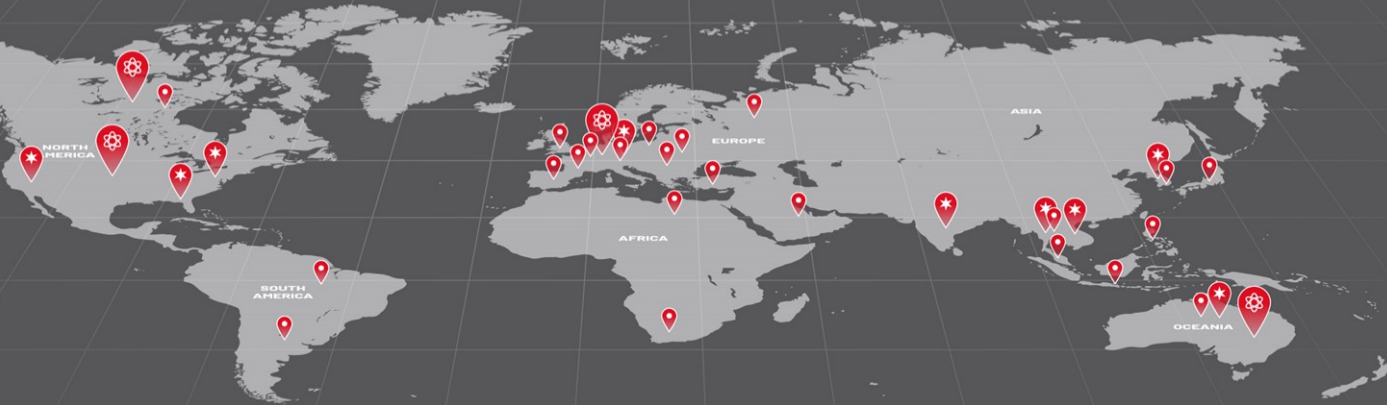 NORTH
MERICA
EUROPE
ASIA
AFRICA
SOUTH
AMERICA
OCEANIA